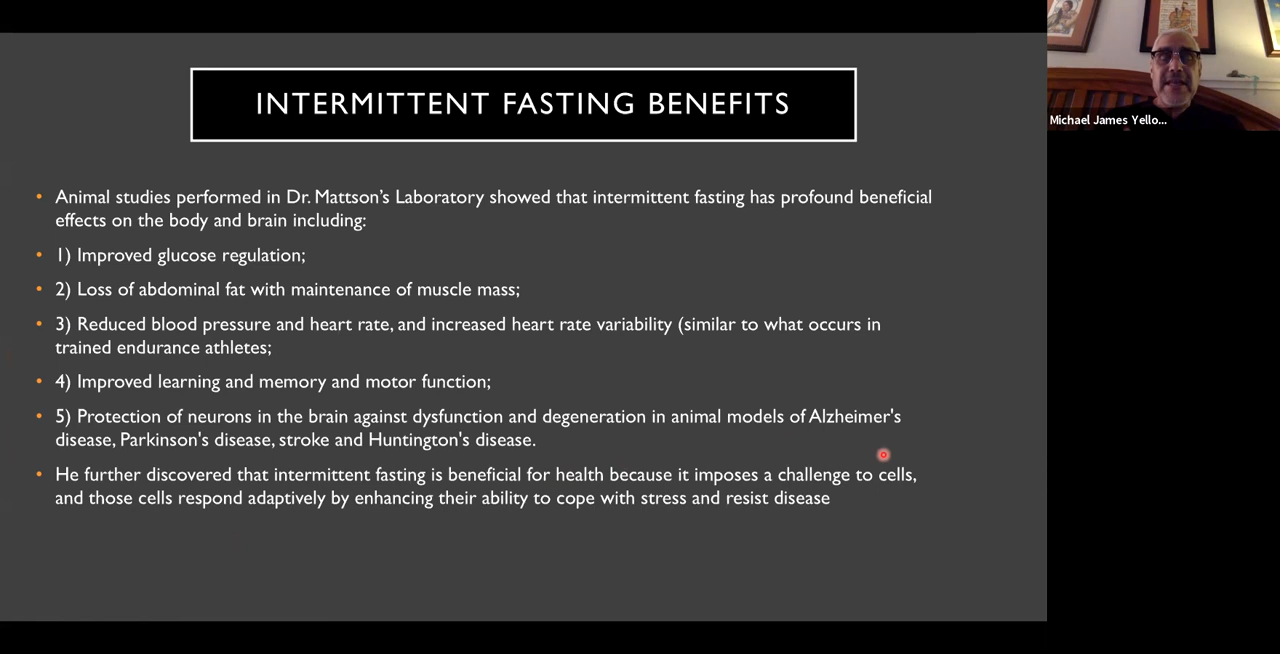 INTERMITTENT FASTING BENEFITS
• Animal studies performed in Dr. Mattson's Laboratory showed that intermittent fasting has profound beneficial
effects on the body and brain including:
• 1) Improved glucose regulation;
• 2) Loss of abdominal fat with maintenance of muscle mass;
• 3) Reduced blood pressure and heart rate, and increased heart rate variability (similar to what occurs in
trained endurance athletes;
• 4) Improved learning and memory and motor function;
• 5) Protection of neurons in the brain against dysfunction and degeneration in animal models of Alzheimer's
disease, Parkinson's disease, stroke and Huntington's disease.
• He further discovered that intermittent fasting is beneficial for health because it imposes a challenge to cells,
and those cells respond adaptively by enhancing their ability to cope with stress and resist disease
Michael James Yello...